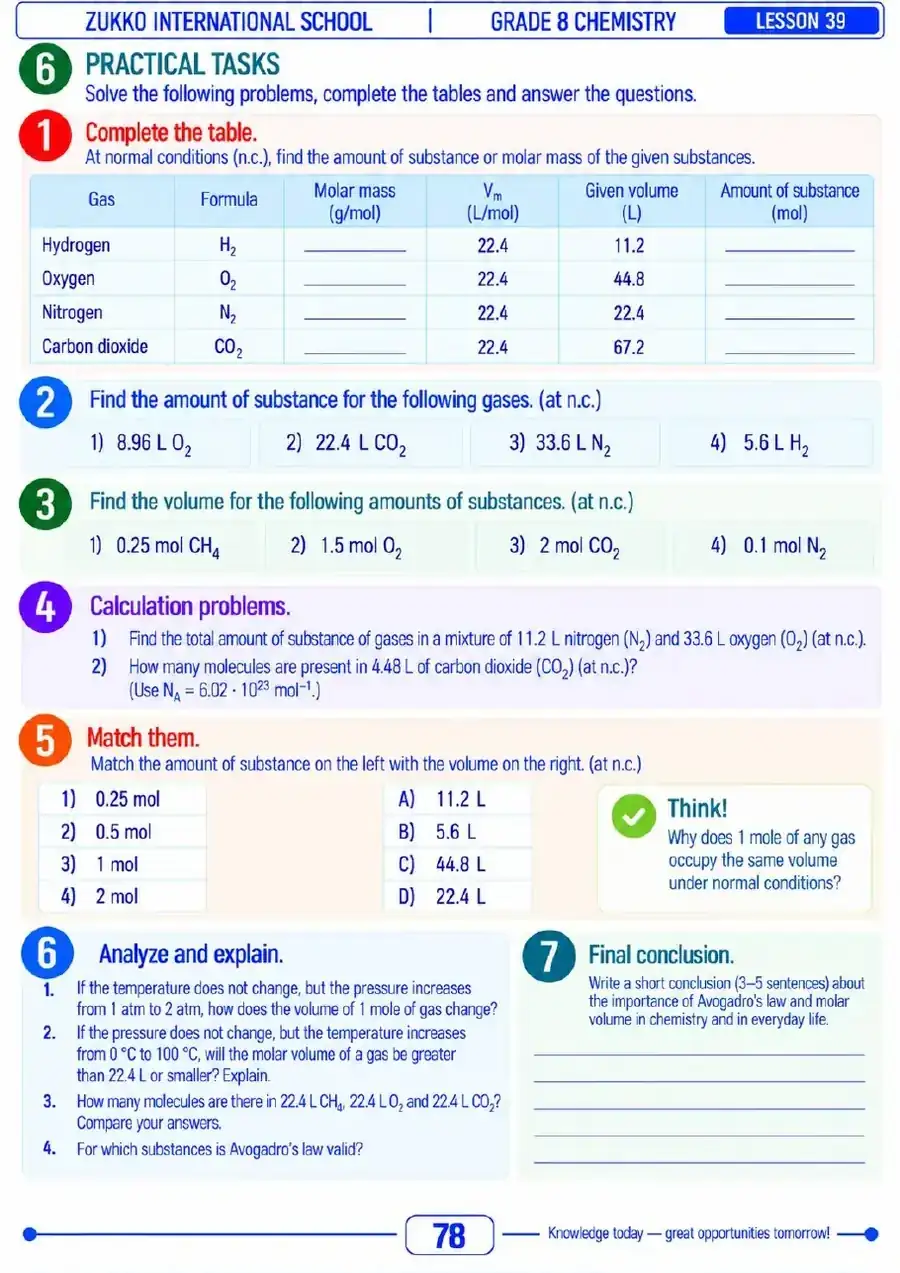 ZUKKO INTERNATIONAL SCHOOL | GRADE 8 CHEMISTRY LESSON 39
6 PRACTICAL TASKS
Solve the following problems, complete the tables and answer the questions.
1 Complete the table.
At normal conditions (n.c.), find the amount of substance or molar mass of the given substances.
Gas Formula Molar mass (g/mol) Vₘ (L/mol) Given volume (L) Amount of substance (mol)
Hydrogen H₂ ________ 22.4 11.2 ________
Oxygen O₂ ________ 22.4 44.8 ________
Nitrogen N₂ ________ 22.4 22.4 ________
Carbon dioxide CO₂ ________ 22.4 67.2 ________
2 Find the amount of substance for the following gases. (at n.c.)
1) 8.96 L O₂ 2) 22.4 L CO₂ 3) 33.6 L N₂ 4) 5.6 L H₂
3 Find the volume for the following amounts of substances. (at n.c.)
1) 0.25 mol CH₄ 2) 1.5 mol O₂ 3) 2 mol CO₂ 4) 0.1 mol N₂
4 Calculation problems.
1) Find the total amount of substance of gases in a mixture of 11.2 L nitrogen (N₂) and 33.6 L oxygen (O₂) (at n.c.).
2) How many molecules are present in 4.48 L of carbon dioxide (CO₂) (at n.c.)?
(Use N_A = 6.02 · 10²³ mol⁻¹.)
5 Match them.
Match the amount of substance on the left with the volume on the right. (at n.c.)
1) 0.25 mol A) 11.2 L
2) 0.5 mol B) 5.6 L
3) 1 mol C) 44.8 L
4) 2 mol D) 22.4 L
Think!
Why does 1 mole of any gas
occupy the same volume
under normal conditions?
6 Analyze and explain.
1. If the temperature does not change, but the pressure increases
from 1 atm to 2 atm, how does the volume of 1 mole of gas change?
2. If the pressure does not change, but the temperature increases
from 0 °C to 100 °C, will the molar volume of a gas be greater
than 22.4 L or smaller? Explain.
3. How many molecules are there in 22.4 L CH₄, 22.4 L O₂ and 22.4 L CO₂?
Compare your answers.
4. For which substances is Avogadro's law valid?
7 Final conclusion.
Write a short conclusion (3–5 sentences) about
the importance of Avogadro's law and molar
volume in chemistry and in everyday life.
78
Knowledge today — great opportunities tomorrow!